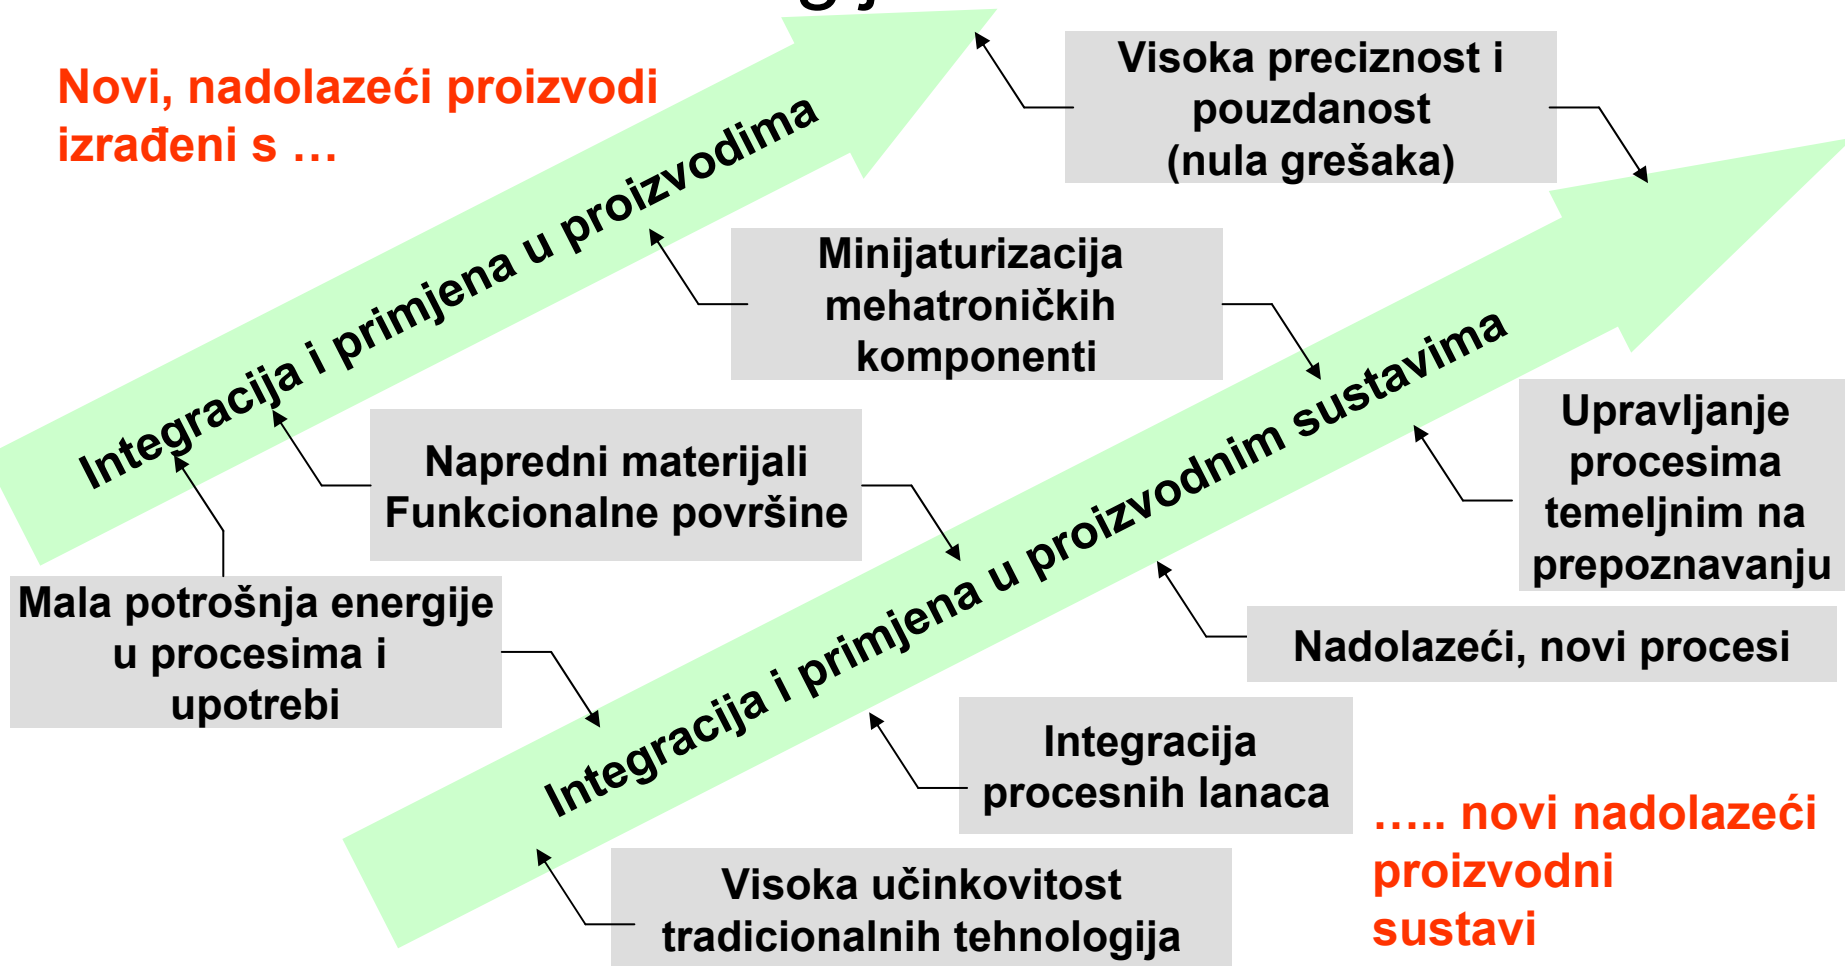 Novi, nadolazeći proizvodi
izrađeni s …
Integracija i primjena u proizvodima
Visoka preciznost i
pouzdanost
(nula grešaka)
Minijaturizacija
mehatroničkih
komponenti
Napredni materijali
Funkcionalne površine
Mala potrošnja energije
u procesima i
upotrebi
Integracija i primjena u proizvodnim sustavima
Upravljanje
procesima
temeljnim na
prepoznavanju
Nadolazeći, novi procesi
Integracija
procesnih lanaca
Visoka učinkovitost
tradicionalnih tehnologija
….. novi nadolazeći
proizvodni
sustavi